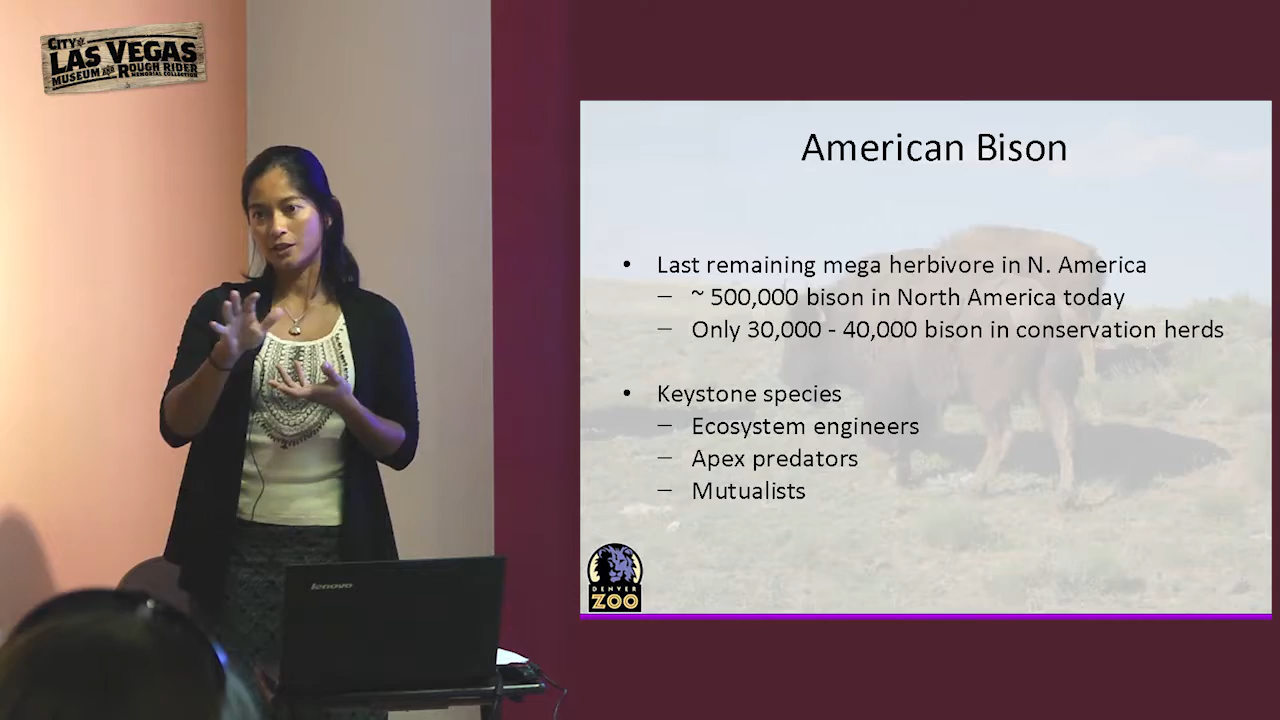 CITY OF
LAS VEGAS
MUSEUM AND ROUGH RIDER
MEMORIAL COLLECTION
American Bison
• Last remaining mega herbivore in N. America
– ~ 500,000 bison in North America today
– Only 30,000 - 40,000 bison in conservation herds
• Keystone species
– Ecosystem engineers
– Apex predators
– Mutualists
DENVER
ZOO
lenovo